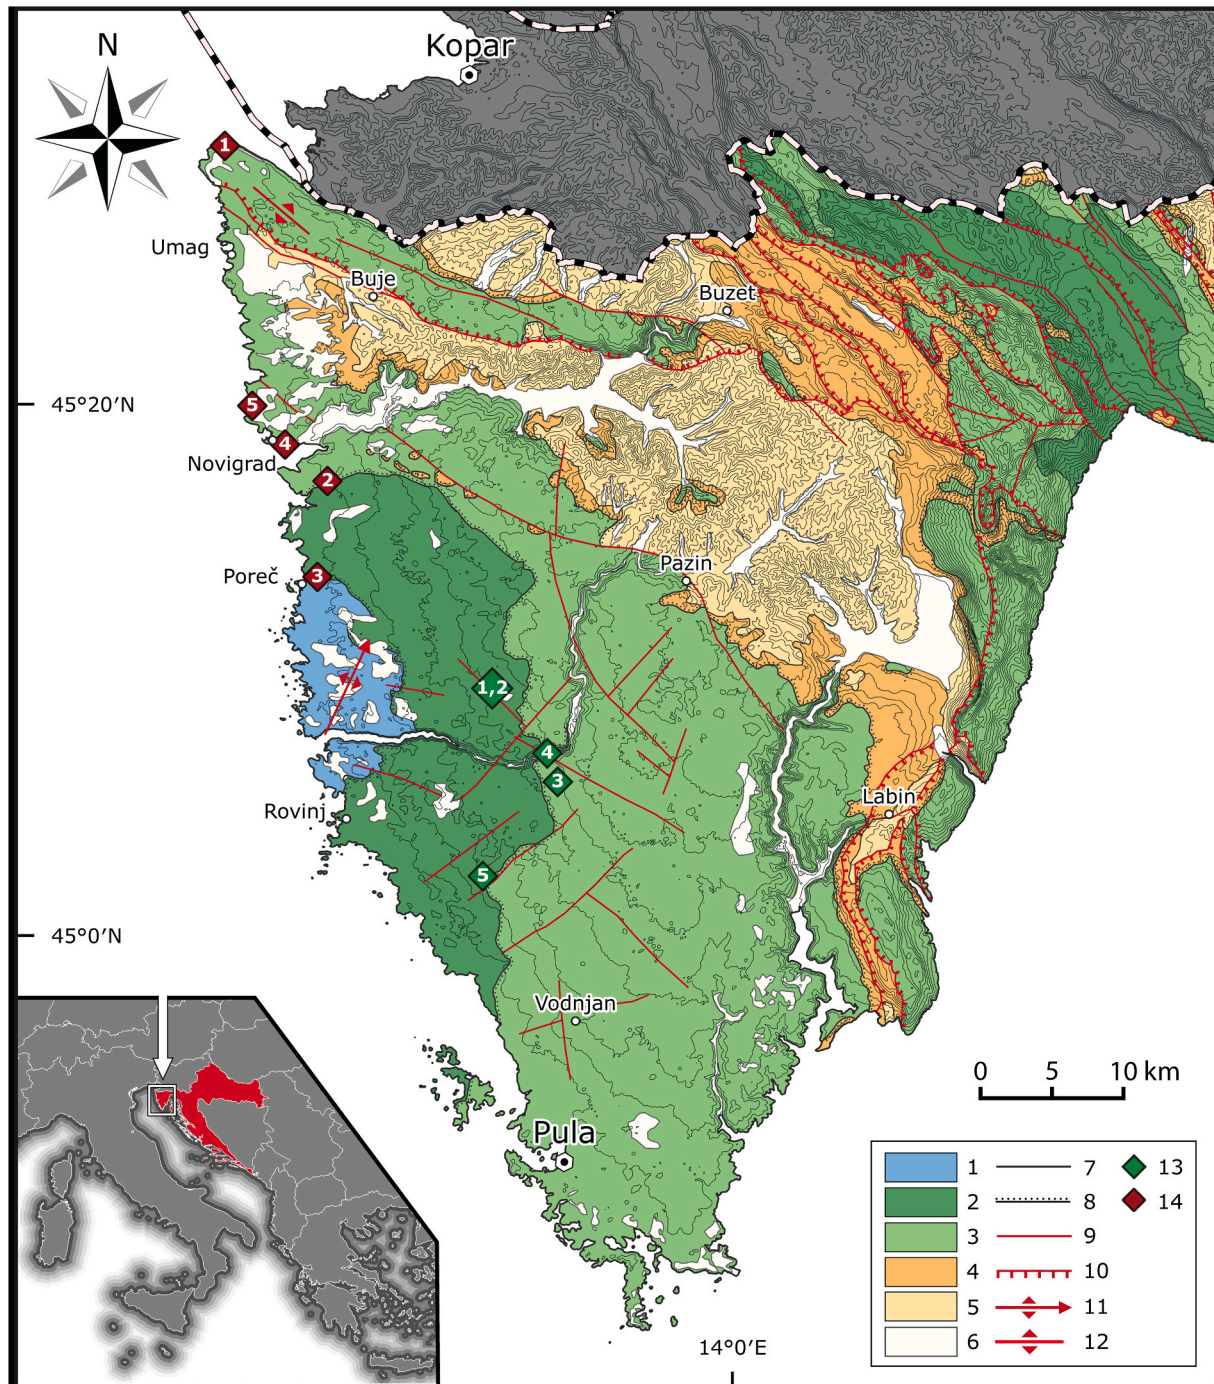 N
Kopar
1
Umag
Buje
Buzet
45°20′N
5
4
Novigrad
2
Pazin
Poreč
3
1,2
4
3
Labin
Rovinj
5
45°0′N
Vodnjan
0 5 10 km
Pula
1 7 13
2 8 14
3 9
4 10
5 11
6 12
14°0′E